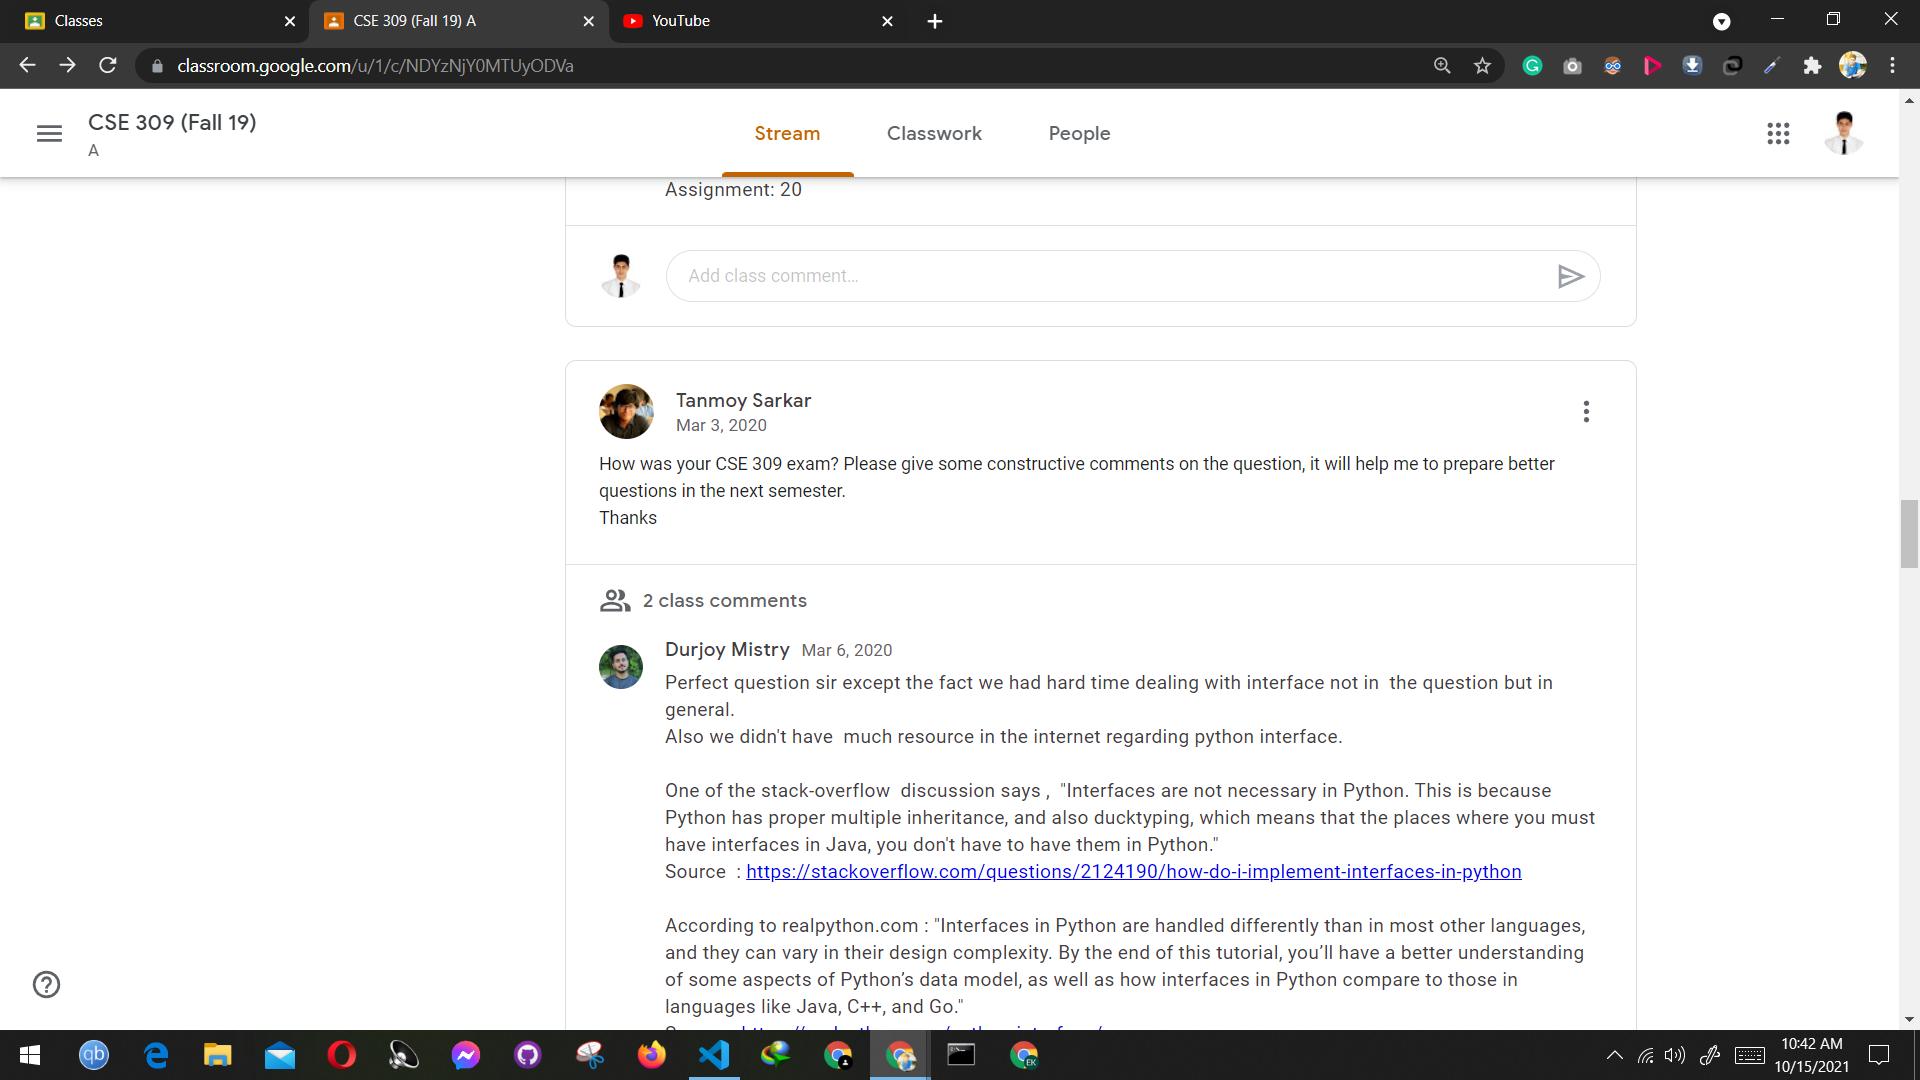 Classes
CSE 309 (Fall 19) A
YouTube
classroom.google.com/u/1/c/NDYzNjY0MTUyODVa
CSE 309 (Fall 19)
A
Stream
Classwork
People
Assignment: 20
Add class comment...
Tanmoy Sarkar
Mar 3, 2020
How was your CSE 309 exam? Please give some constructive comments on the question, it will help me to prepare better
questions in the next semester.
Thanks
2 class comments
Durjoy Mistry Mar 6, 2020
Perfect question sir except the fact we had hard time dealing with interface not in the question but in
general.
Also we didn't have much resource in the internet regarding python interface.
One of the stack-overflow discussion says , "Interfaces are not necessary in Python. This is because
Python has proper multiple inheritance, and also ducktyping, which means that the places where you must
have interfaces in Java, you don't have to have them in Python."
Source : https://stackoverflow.com/questions/2124190/how-do-i-implement-interfaces-in-python
According to realpython.com : "Interfaces in Python are handled differently than in most other languages,
and they can vary in their design complexity. By the end of this tutorial, you’ll have a better understanding
of some aspects of Python’s data model, as well as how interfaces in Python compare to those in
languages like Java, C++, and Go."
qb
EK
10:42 AM
10/15/2021